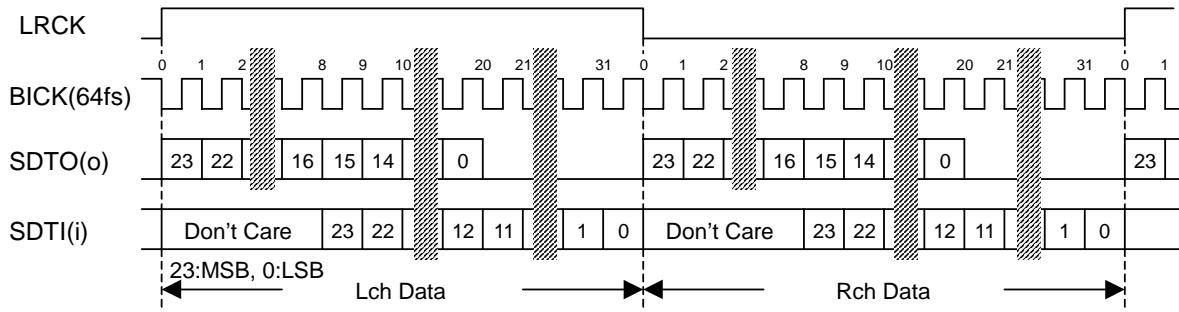 LRCK
0 1 2 8 9 10 20 21 31 0 1 2 8 9 10 20 21 31 0 1
BICK(64fs)
SDTO(o) 23 22 16 15 14 0 23 22 16 15 14 0 23
SDTI(i) Don't Care 23 22 12 11 1 0 Don't Care 23 22 12 11 1 0
23:MSB, 0:LSB
Lch Data Rch Data